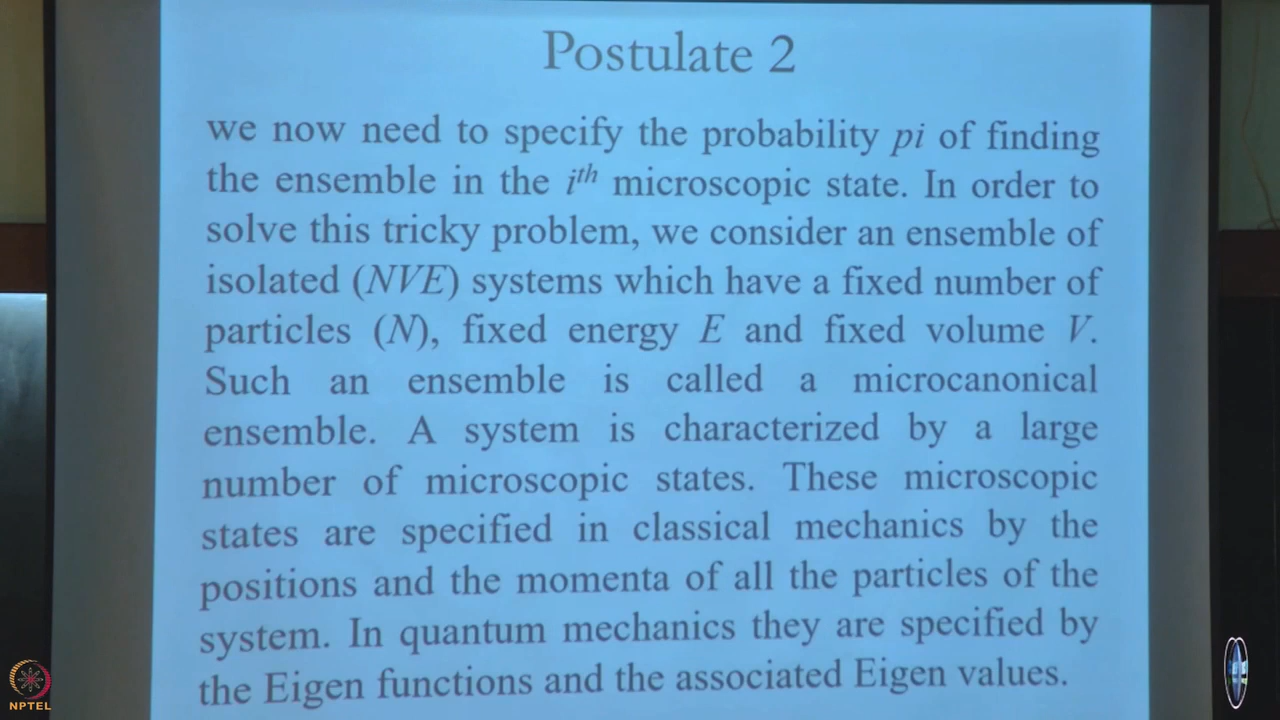 Postulate 2
we now need to specify the probability pi of finding
the ensemble in the ith microscopic state. In order to
solve this tricky problem, we consider an ensemble of
isolated (NVE) systems which have a fixed number of
particles (N), fixed energy E and fixed volume V.
Such an ensemble is called a microcanonical
ensemble. A system is characterized by a large
number of microscopic states. These microscopic
states are specified in classical mechanics by the
positions and the momenta of all the particles of the
system. In quantum mechanics they are specified by
the Eigen functions and the associated Eigen values.
NPTEL